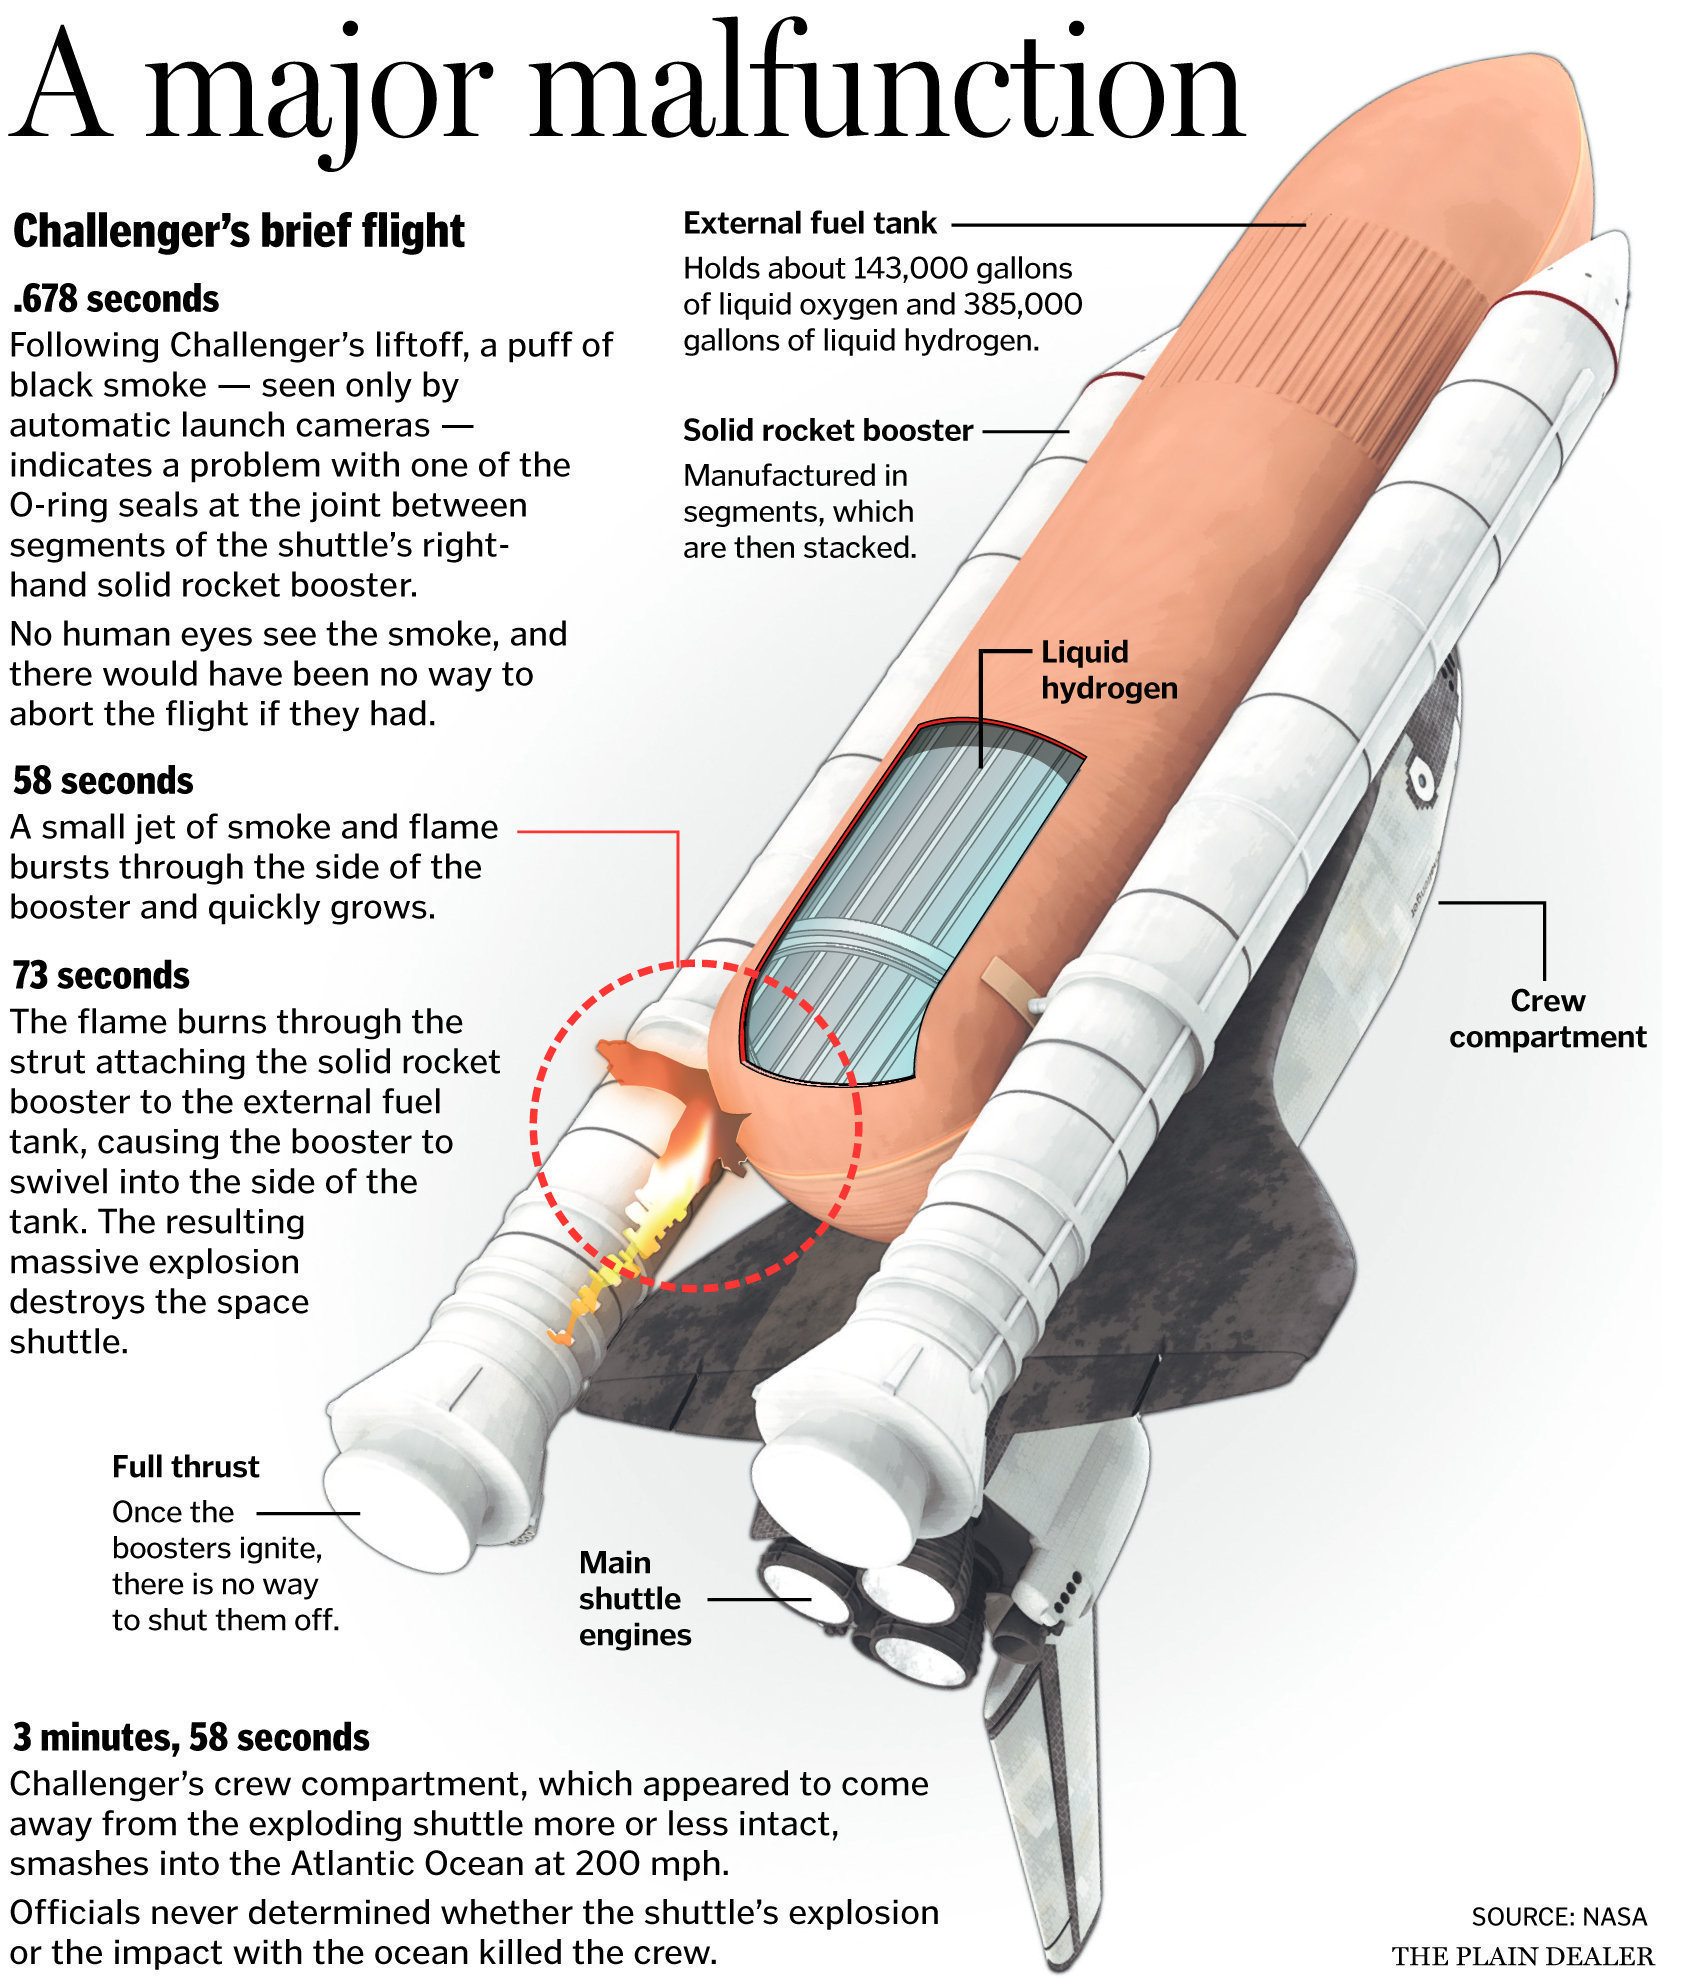 A major malfunction
Challenger's brief flight
.678 seconds
Following Challenger's liftoff, a puff of
black smoke — seen only by
automatic launch cameras —
indicates a problem with one of the
O-ring seals at the joint between
segments of the shuttle's right-
hand solid rocket booster.
No human eyes see the smoke, and
there would have been no way to
abort the flight if they had.
58 seconds
A small jet of smoke and flame
bursts through the side of the
booster and quickly grows.
73 seconds
The flame burns through the
strut attaching the solid rocket
booster to the external fuel
tank, causing the booster to
swivel into the side of the
tank. The resulting
massive explosion
destroys the space
shuttle.
External fuel tank
Holds about 143,000 gallons
of liquid oxygen and 385,000
gallons of liquid hydrogen.
Solid rocket booster
Manufactured in
segments, which
are then stacked.
Liquid
hydrogen
Crew
compartment
Full thrust
Once the
boosters ignite,
there is no way
to shut them off.
Main
shuttle
engines
3 minutes, 58 seconds
Challenger's crew compartment, which appeared to come
away from the exploding shuttle more or less intact,
smashes into the Atlantic Ocean at 200 mph.
Officials never determined whether the shuttle's explosion
or the impact with the ocean killed the crew.
SOURCE: NASA
THE PLAIN DEALER